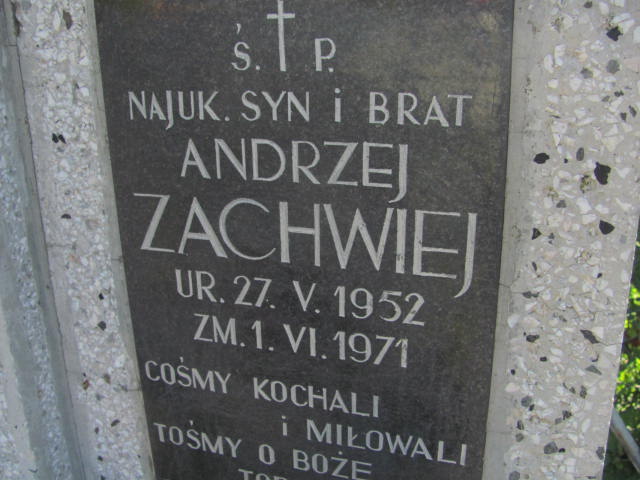 Ś. P.
NAJUK. SYN i BRAT
ANDRZEJ
ZACHWIEJ
UR. 27. V. 1952
ZM. 1. VI. 1971
COŚMY KOCHALI
i MIŁOWALI
TOŚMY O BOŻE